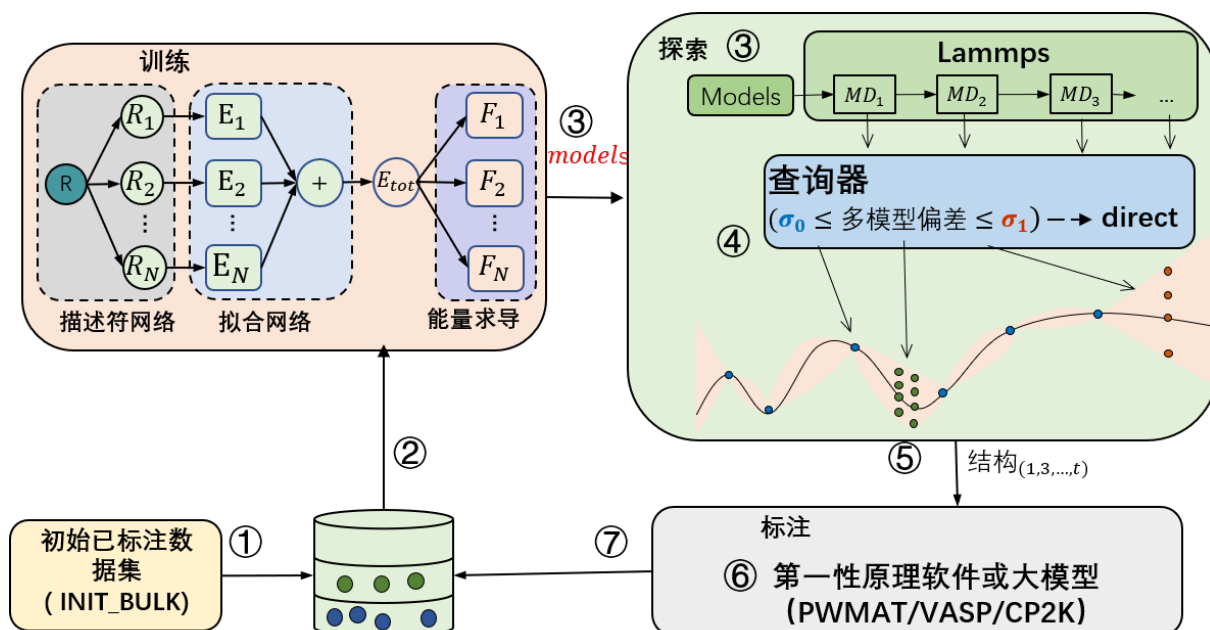 训练
R
R₁
R₂
⋮
R_N
E₁
E₂
⋮
E_N
+
E_tot
F₁
F₂
⋮
F_N
描述符网络
拟合网络
能量求导
③
models
探索 ③
Lammps
Models
MD₁
MD₂
MD₃
...
查询器
(σ₀ ≤ 多模型偏差 ≤ σ₁) direct
④
⑤
结构(1,3,...,t)
②
初始已标注数
据集
( INIT_BULK)
①
⑦
标注
⑥ 第一性原理软件或大模型
(PWMAT/VASP/CP2K)